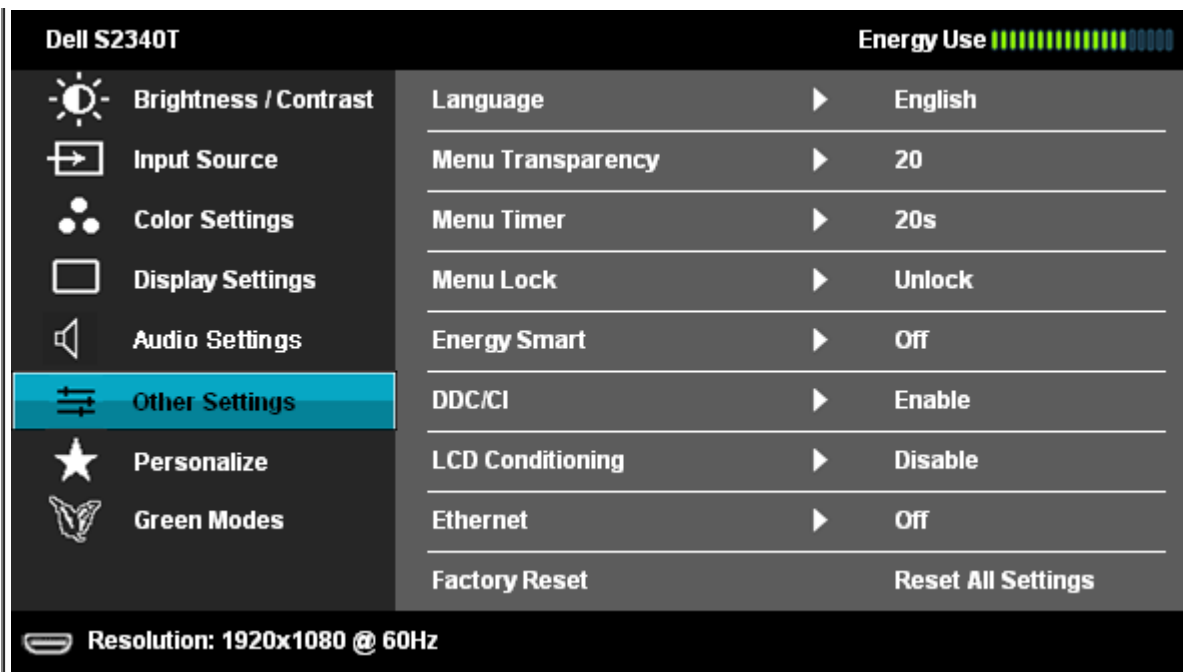 Dell S2340T Energy Use
Brightness / Contrast Language English
Input Source Menu Transparency 20
Color Settings Menu Timer 20s
Display Settings Menu Lock Unlock
Audio Settings Energy Smart Off
Other Settings DDC/CI Enable
Personalize LCD Conditioning Disable
Green Modes Ethernet Off
Factory Reset Reset All Settings
Resolution: 1920x1080 @ 60Hz